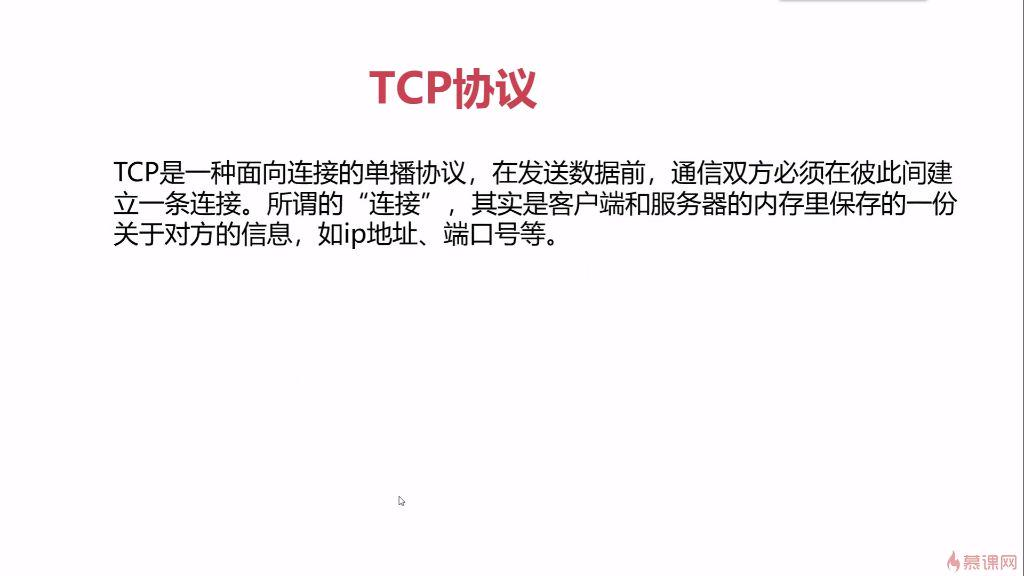 TCP协议
TCP是一种面向连接的单播协议，在发送数据前，通信双方必须在彼此间建
立一条连接。所谓的“连接”，其实是客户端和服务器的内存里保存的一份
关于对方的信息，如ip地址、端口号等。
慕课网